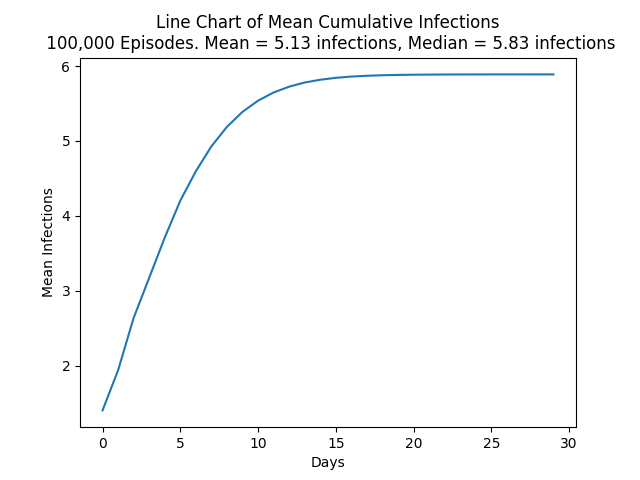 Line Chart of Mean Cumulative Infections
100,000 Episodes. Mean = 5.13 infections, Median = 5.83 infections
6
5
4
3
2
Mean Infections
0 5 10 15 20 25 30
Days